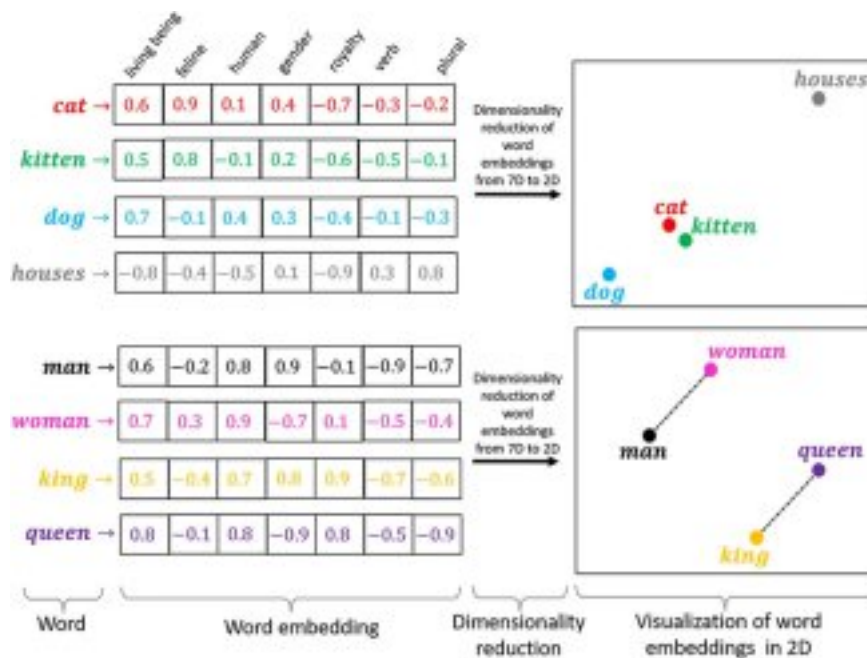 living being feline human gender royalty verb plural
cat → 0.6 0.9 0.1 0.4 −0.7 −0.3 −0.2
kitten → 0.5 0.8 −0.1 0.2 −0.6 −0.5 −0.1
dog → 0.7 −0.1 0.4 0.3 −0.4 −0.1 −0.3
houses → −0.8 −0.4 −0.5 0.1 −0.9 0.3 0.8
Dimensionality
reduction of
word
embeddings
from 7D to 2D
houses
cat
kitten
dog
man → 0.6 −0.2 0.8 0.9 −0.1 −0.9 −0.7
woman → 0.7 0.3 0.9 −0.7 0.1 −0.5 −0.4
king → 0.5 −0.4 0.7 0.8 0.9 −0.7 −0.6
queen → 0.8 −0.1 0.8 −0.9 0.8 −0.5 −0.9
Dimensionality
reduction of
word
embeddings
from 7D to 2D
woman
man
queen
king
Word
Word embedding
Dimensionality
reduction
Visualization of word
embeddings in 2D